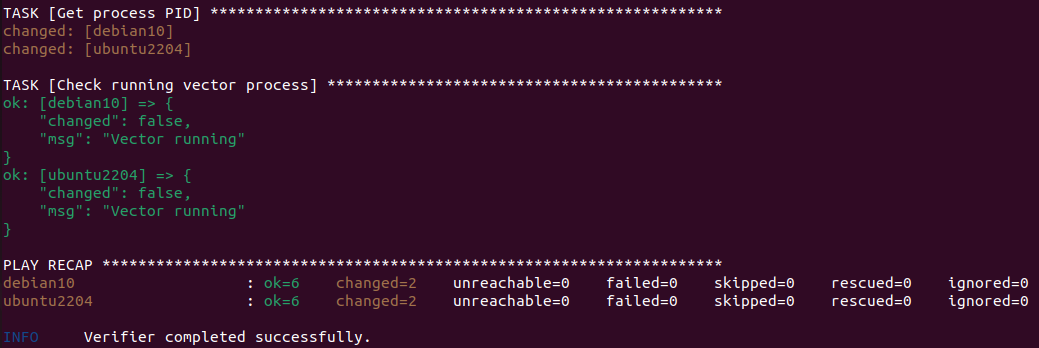 TASK [Get process PID] *********************************************************
changed: [debian10]
changed: [ubuntu2204]
TASK [Check running vector process] ********************************************
ok: [debian10] => {
    "changed": false,
    "msg": "Vector running"
}
ok: [ubuntu2204] => {
    "changed": false,
    "msg": "Vector running"
}
PLAY RECAP *********************************************************************
debian10                   : ok=6    changed=2    unreachable=0    failed=0    skipped=0    rescued=0    ignored=0
ubuntu2204                 : ok=6    changed=2    unreachable=0    failed=0    skipped=0    rescued=0    ignored=0
INFO     Verifier completed successfully.